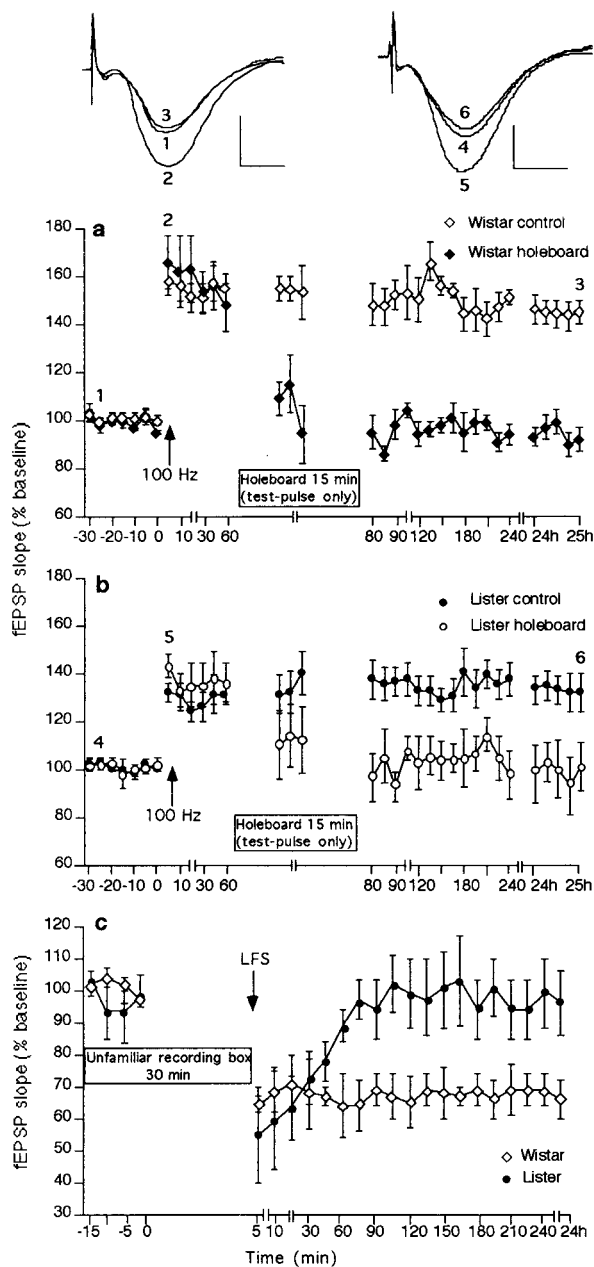 3
1
2
6
4
5
a
2
Wistar control
Wistar holeboard
3
1
100 Hz
Holeboard 15 min
(test-pulse only)
180
160
140
120
100
80
60
-30 -20 -10 0 10 30 60 80 90 120 180 240 24h 25h
fEPSP slope (% baseline)
b
5
Lister control
Lister holeboard
6
4
100 Hz
Holeboard 15 min
(test-pulse only)
180
160
140
120
100
80
60
-30 -20 -10 0 10 30 60 80 90 120 180 240 24h 25h
c
LFS
Unfamiliar recording box
30 min
Wistar
Lister
120
110
100
90
80
70
60
50
40
30
fEPSP slope (% baseline)
-15 -5 0 5 10 30 60 90 120 150 180 210 240 24h
Time (min)